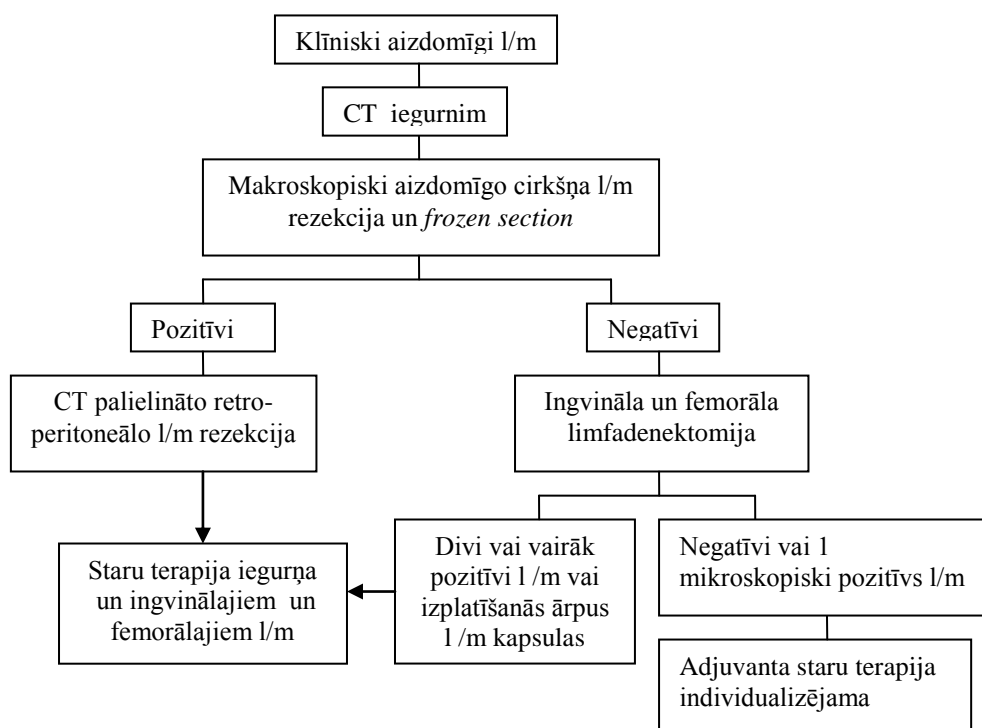 Klīniski aizdomīgi l/m
CT iegurnim
Makroskopiski aizdomīgo cirkšņa l/m
rezekcija un frozen section
Pozitīvi
Negatīvi
CT palielināto retro-
peritoneālo l/m rezekcija
Ingvināla un femorāla
limfadenektomija
Staru terapija iegurņa
un ingvinālajiem un
femorālajiem l/m
Divi vai vairāk
pozitīvi l /m vai
izplatīšanās ārpus
l /m kapsulas
Negatīvi vai 1
mikroskopiski pozitīvs l/m
Adjuvanta staru terapija
individualizējama